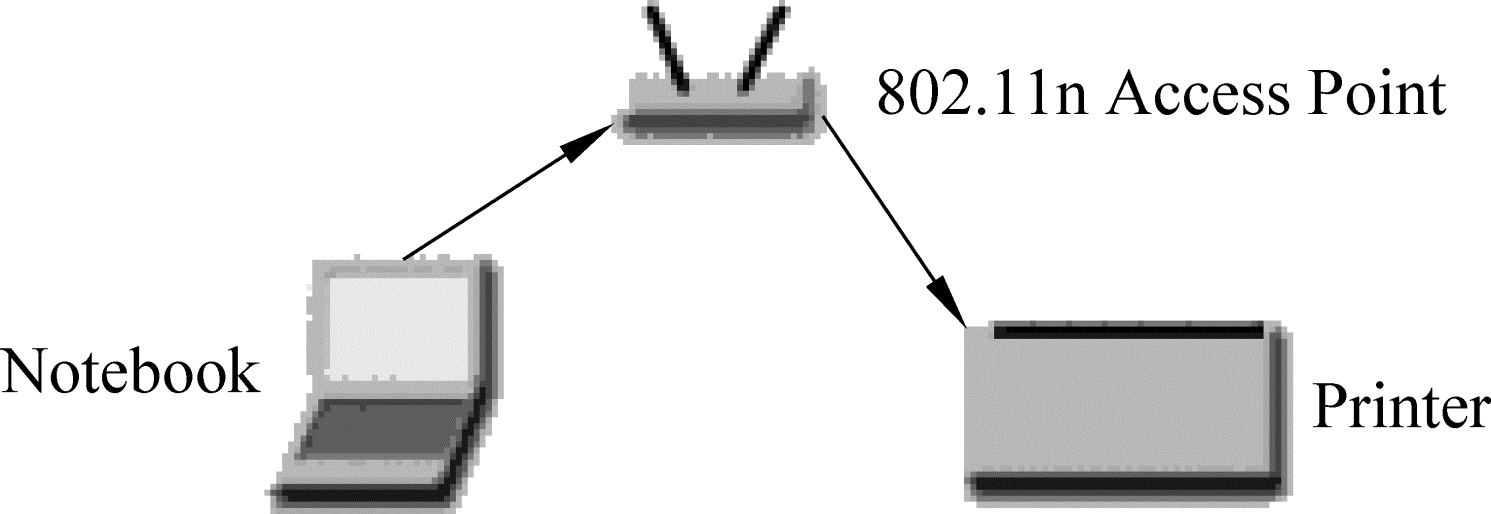 802.11n Access Point
Notebook
Printer